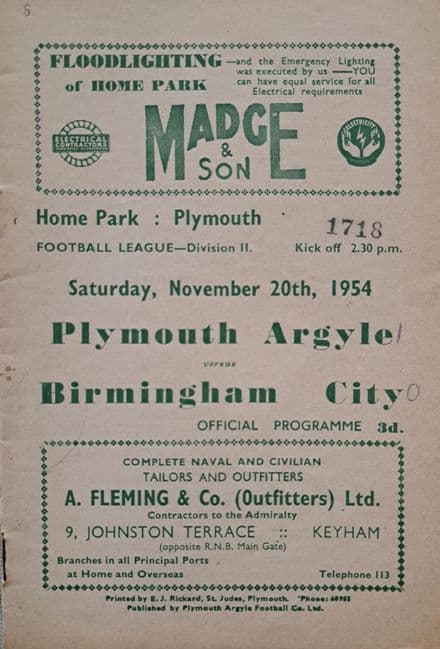 5
FLOODLIGHTING —and the Emergency Lighting
was executed by us —YOU
of HOME PARK can have equal service for all
Electrical requirements
ELECTRICAL
CONTRACTORS
MADGE
&
SON
ELECTRICITY
Home Park : Plymouth 1718
FOOTBALL LEAGUE—Division II. Kick off 2.30 p.m.
Saturday, November 20th, 1954
Plymouth Argyle 1
versus
Birmingham City 0
OFFICIAL PROGRAMME 3d.
COMPLETE NAVAL AND CIVILIAN
TAILORS AND OUTFITTERS
A. FLEMING & Co. (Outfitters) Ltd.
Contractors to the Admiralty
9, JOHNSTON TERRACE :: KEYHAM
(opposite R.N.B. Main Gate)
Branches in all Principal Ports
at Home and Overseas Telephone 113
Printed by E. J. Rickard, St. Judes, Plymouth. 'Phone: 60988
Published by Plymouth Argyle Football Co. Ltd.